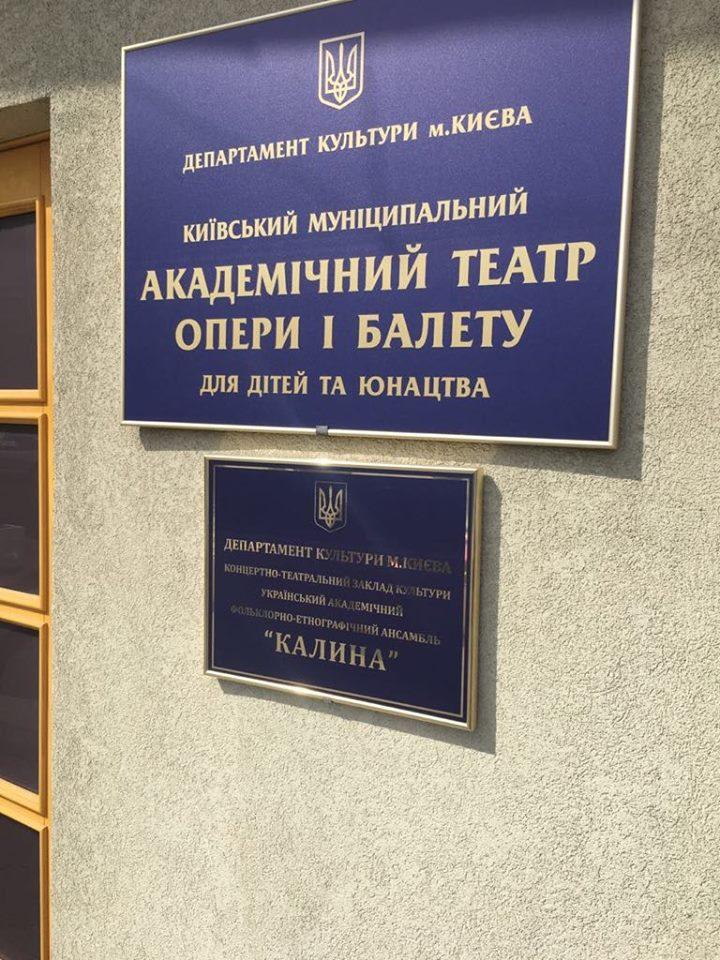 ДЕПАРТАМЕНТ КУЛЬТУРИ м.КИЄВА
КИЇВСЬКИЙ МУНІЦИПАЛЬНИЙ
АКАДЕМІЧНИЙ ТЕАТР
ОПЕРИ І БАЛЕТУ
ДЛЯ ДІТЕЙ ТА ЮНАЦТВА
ДЕПАРТАМЕНТ КУЛЬТУРИ М.КИЄВА
КОНЦЕРТНО-ТЕАТРАЛЬНИЙ ЗАКЛАД КУЛЬТУРИ
УКРАЇНСЬКИЙ АКАДЕМІЧНИЙ
ФОЛЬКЛОРНО-ЕТНОГРАФІЧНИЙ АНСАМБЛЬ
“КАЛИНА”